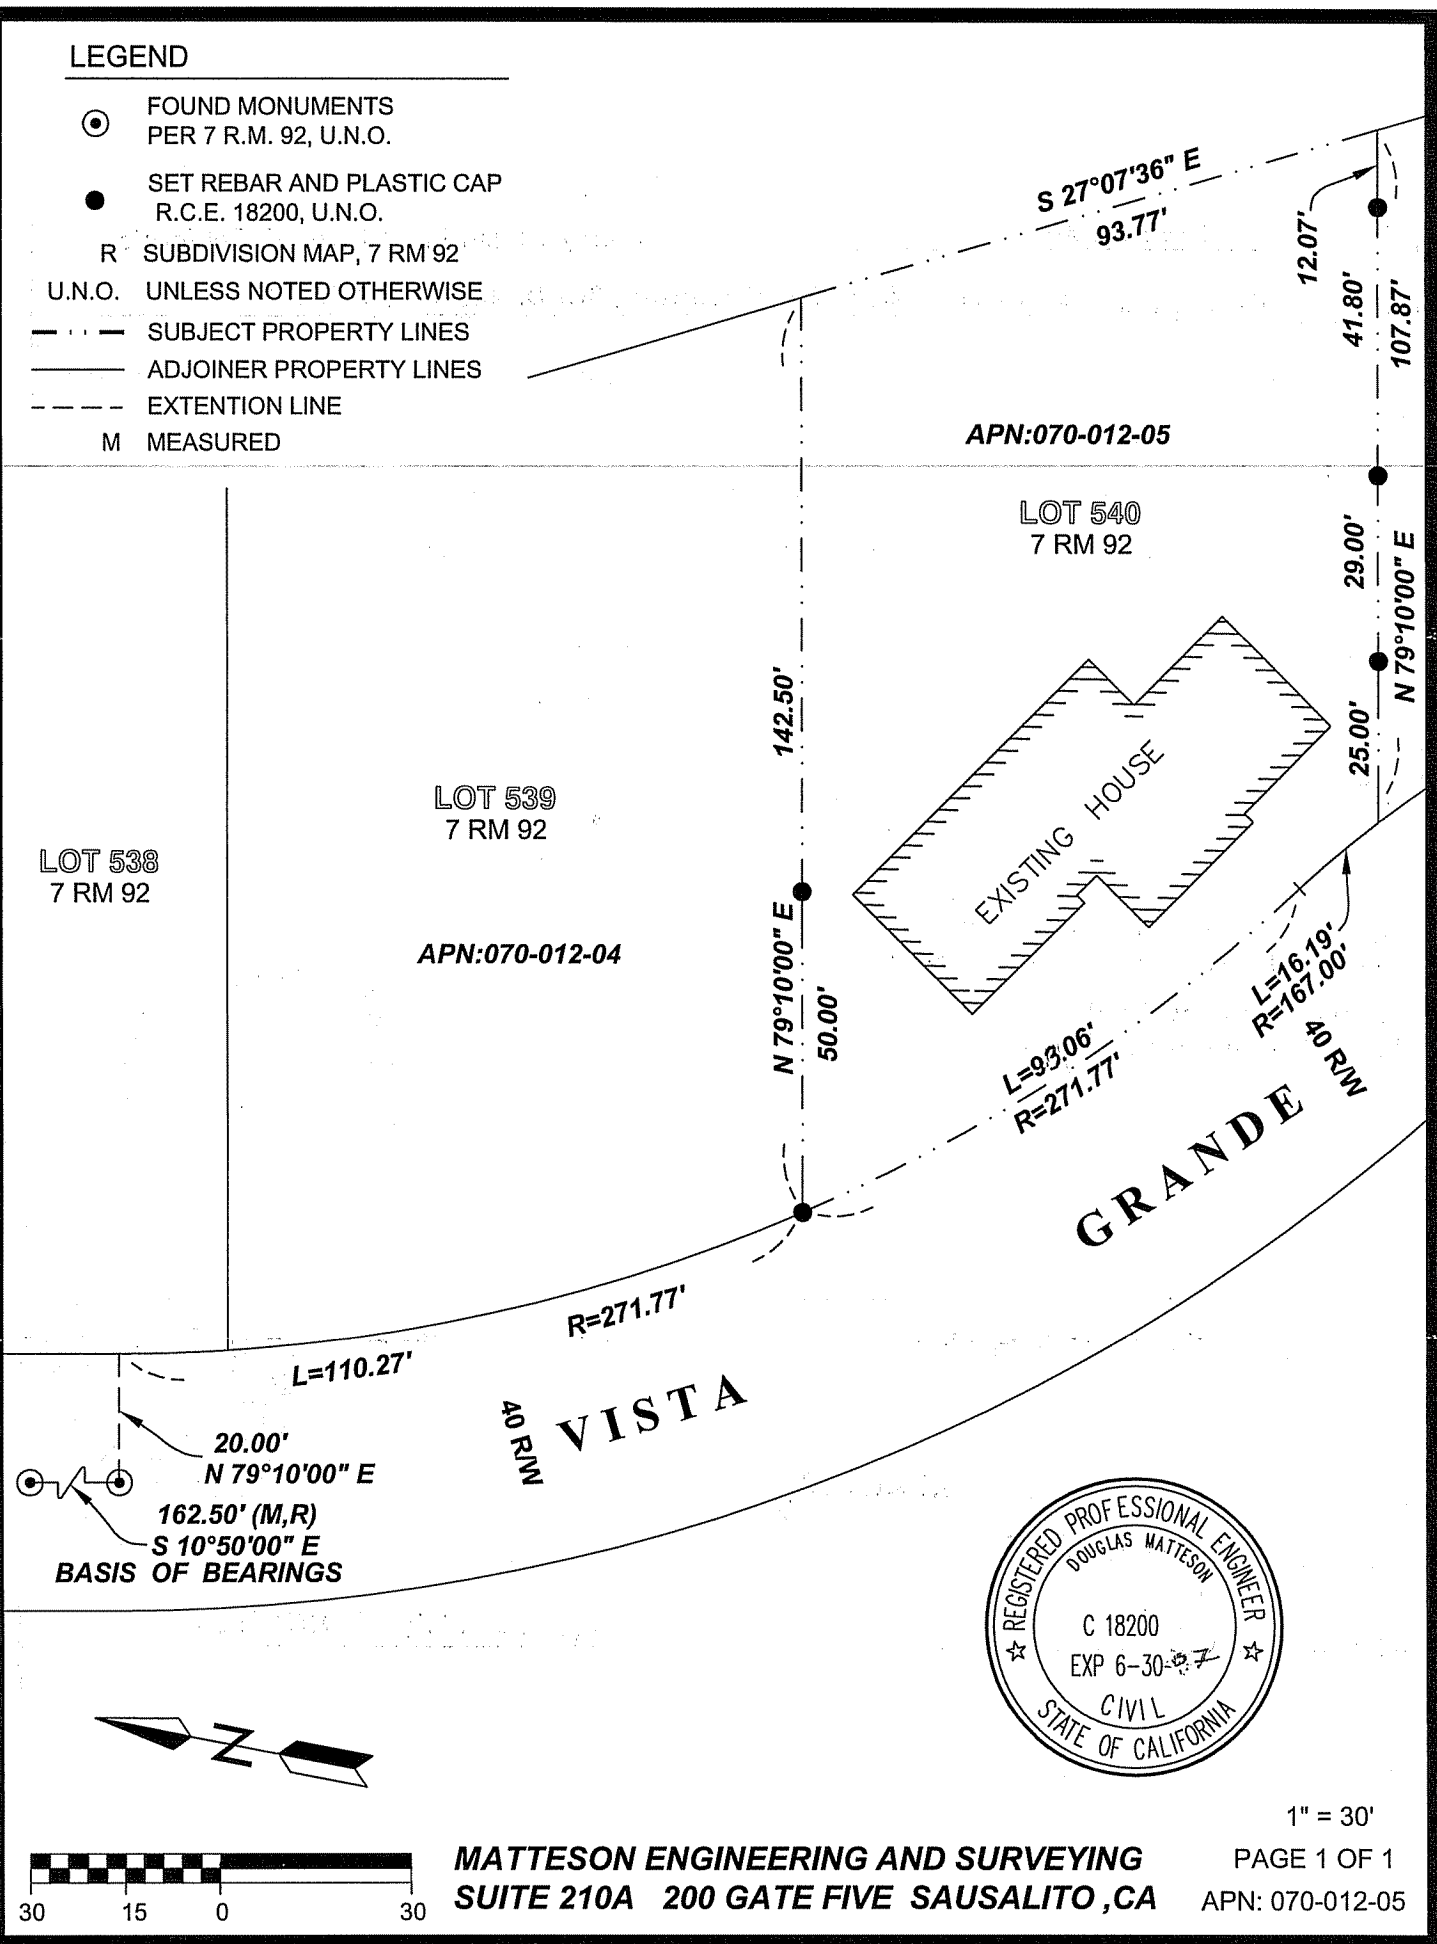 LEGEND
FOUND MONUMENTS
PER 7 R.M. 92, U.N.O.
SET REBAR AND PLASTIC CAP
R.C.E. 18200, U.N.O.
R SUBDIVISION MAP, 7 RM 92
U.N.O. UNLESS NOTED OTHERWISE
SUBJECT PROPERTY LINES
ADJOINER PROPERTY LINES
EXTENTION LINE
M MEASURED
S 27°07'36" E
93.77'
12.07'
41.80'
107.87'
APN:070-012-05
LOT 540
7 RM 92
29.00'
N 79°10'00" E
25.00'
142.50'
EXISTING HOUSE
LOT 539
7 RM 92
LOT 538
7 RM 92
APN:070-012-04
N 79°10'00" E
50.00'
L=16.19'
R=167.00'
40 R/W
R=271.77'
GRANDE
R=271.77'
L=110.27'
VISTA
40 R/W
20.00'
N 79°10'00" E
162.50' (M,R)
S 10°50'00" E
BASIS OF BEARINGS
REGISTERED PROFESSIONAL ENGINEER
DOUGLAS MATTESON
C 18200
EXP 6-30-
CIVIL
STATE OF CALIFORNIA
N
1" = 30'
MATTESON ENGINEERING AND SURVEYING
PAGE 1 OF 1
SUITE 210A 200 GATE FIVE SAUSALITO ,CA
APN: 070-012-05
30 15 0 30